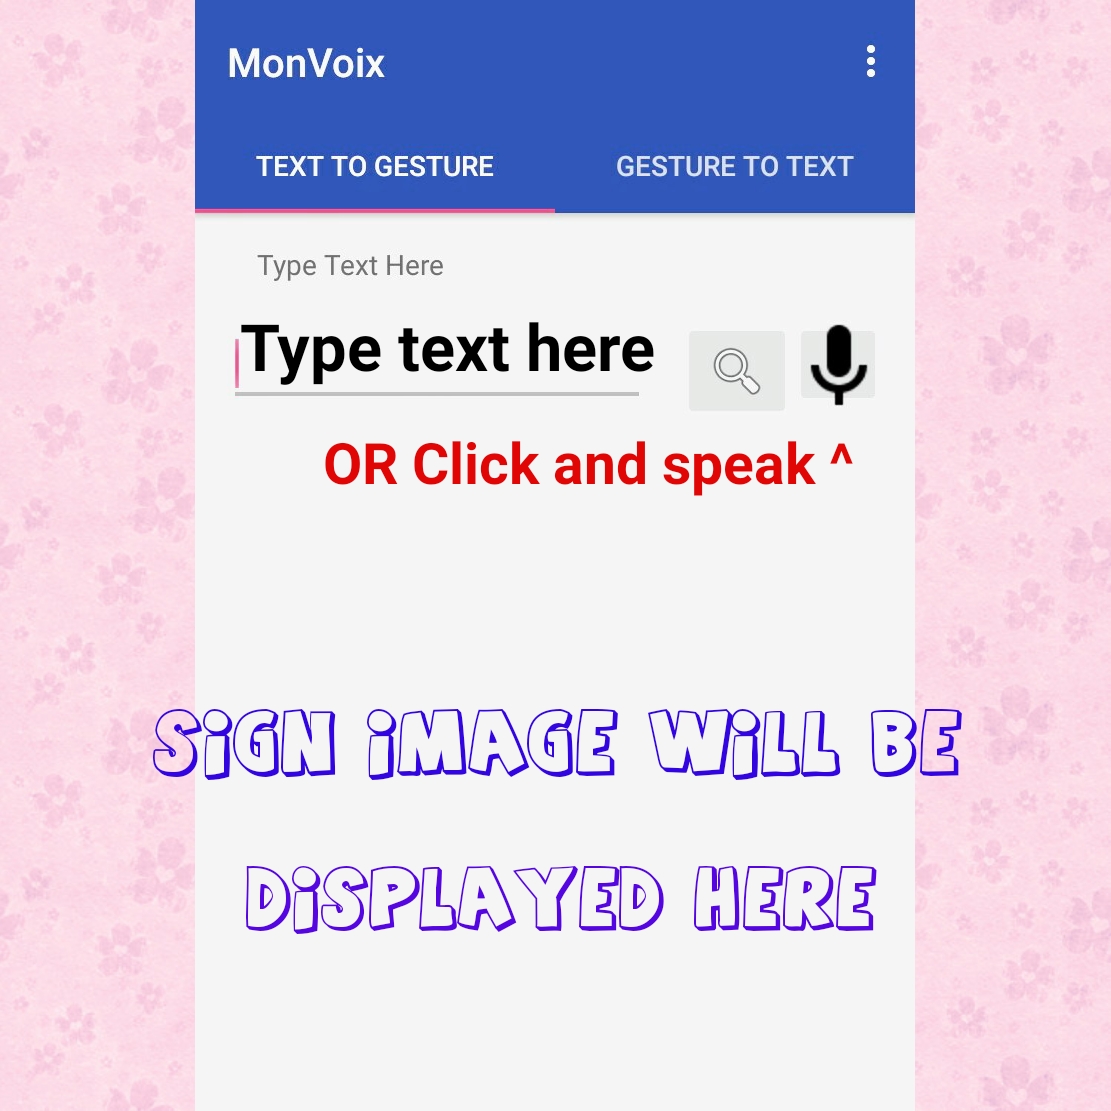 MonVoix
TEXT TO GESTURE
GESTURE TO TEXT
Type Text Here
Type text here
OR Click and speak ^
SiGN iMAGE WiLL BE
DiSPLAYED HERE